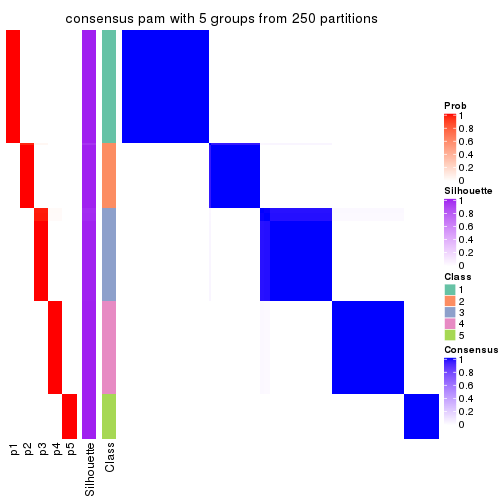 consensus pam with 5 groups from 250 partitions
Prob
1
0.8
0.6
0.4
0.2
0
Silhouette
1
0.8
0.6
0.4
0.2
0
Class
1
2
3
4
5
Consensus
1
0.8
0.6
0.4
0.2
0
p1
p2
p3
p4
p5
Silhouette
Class